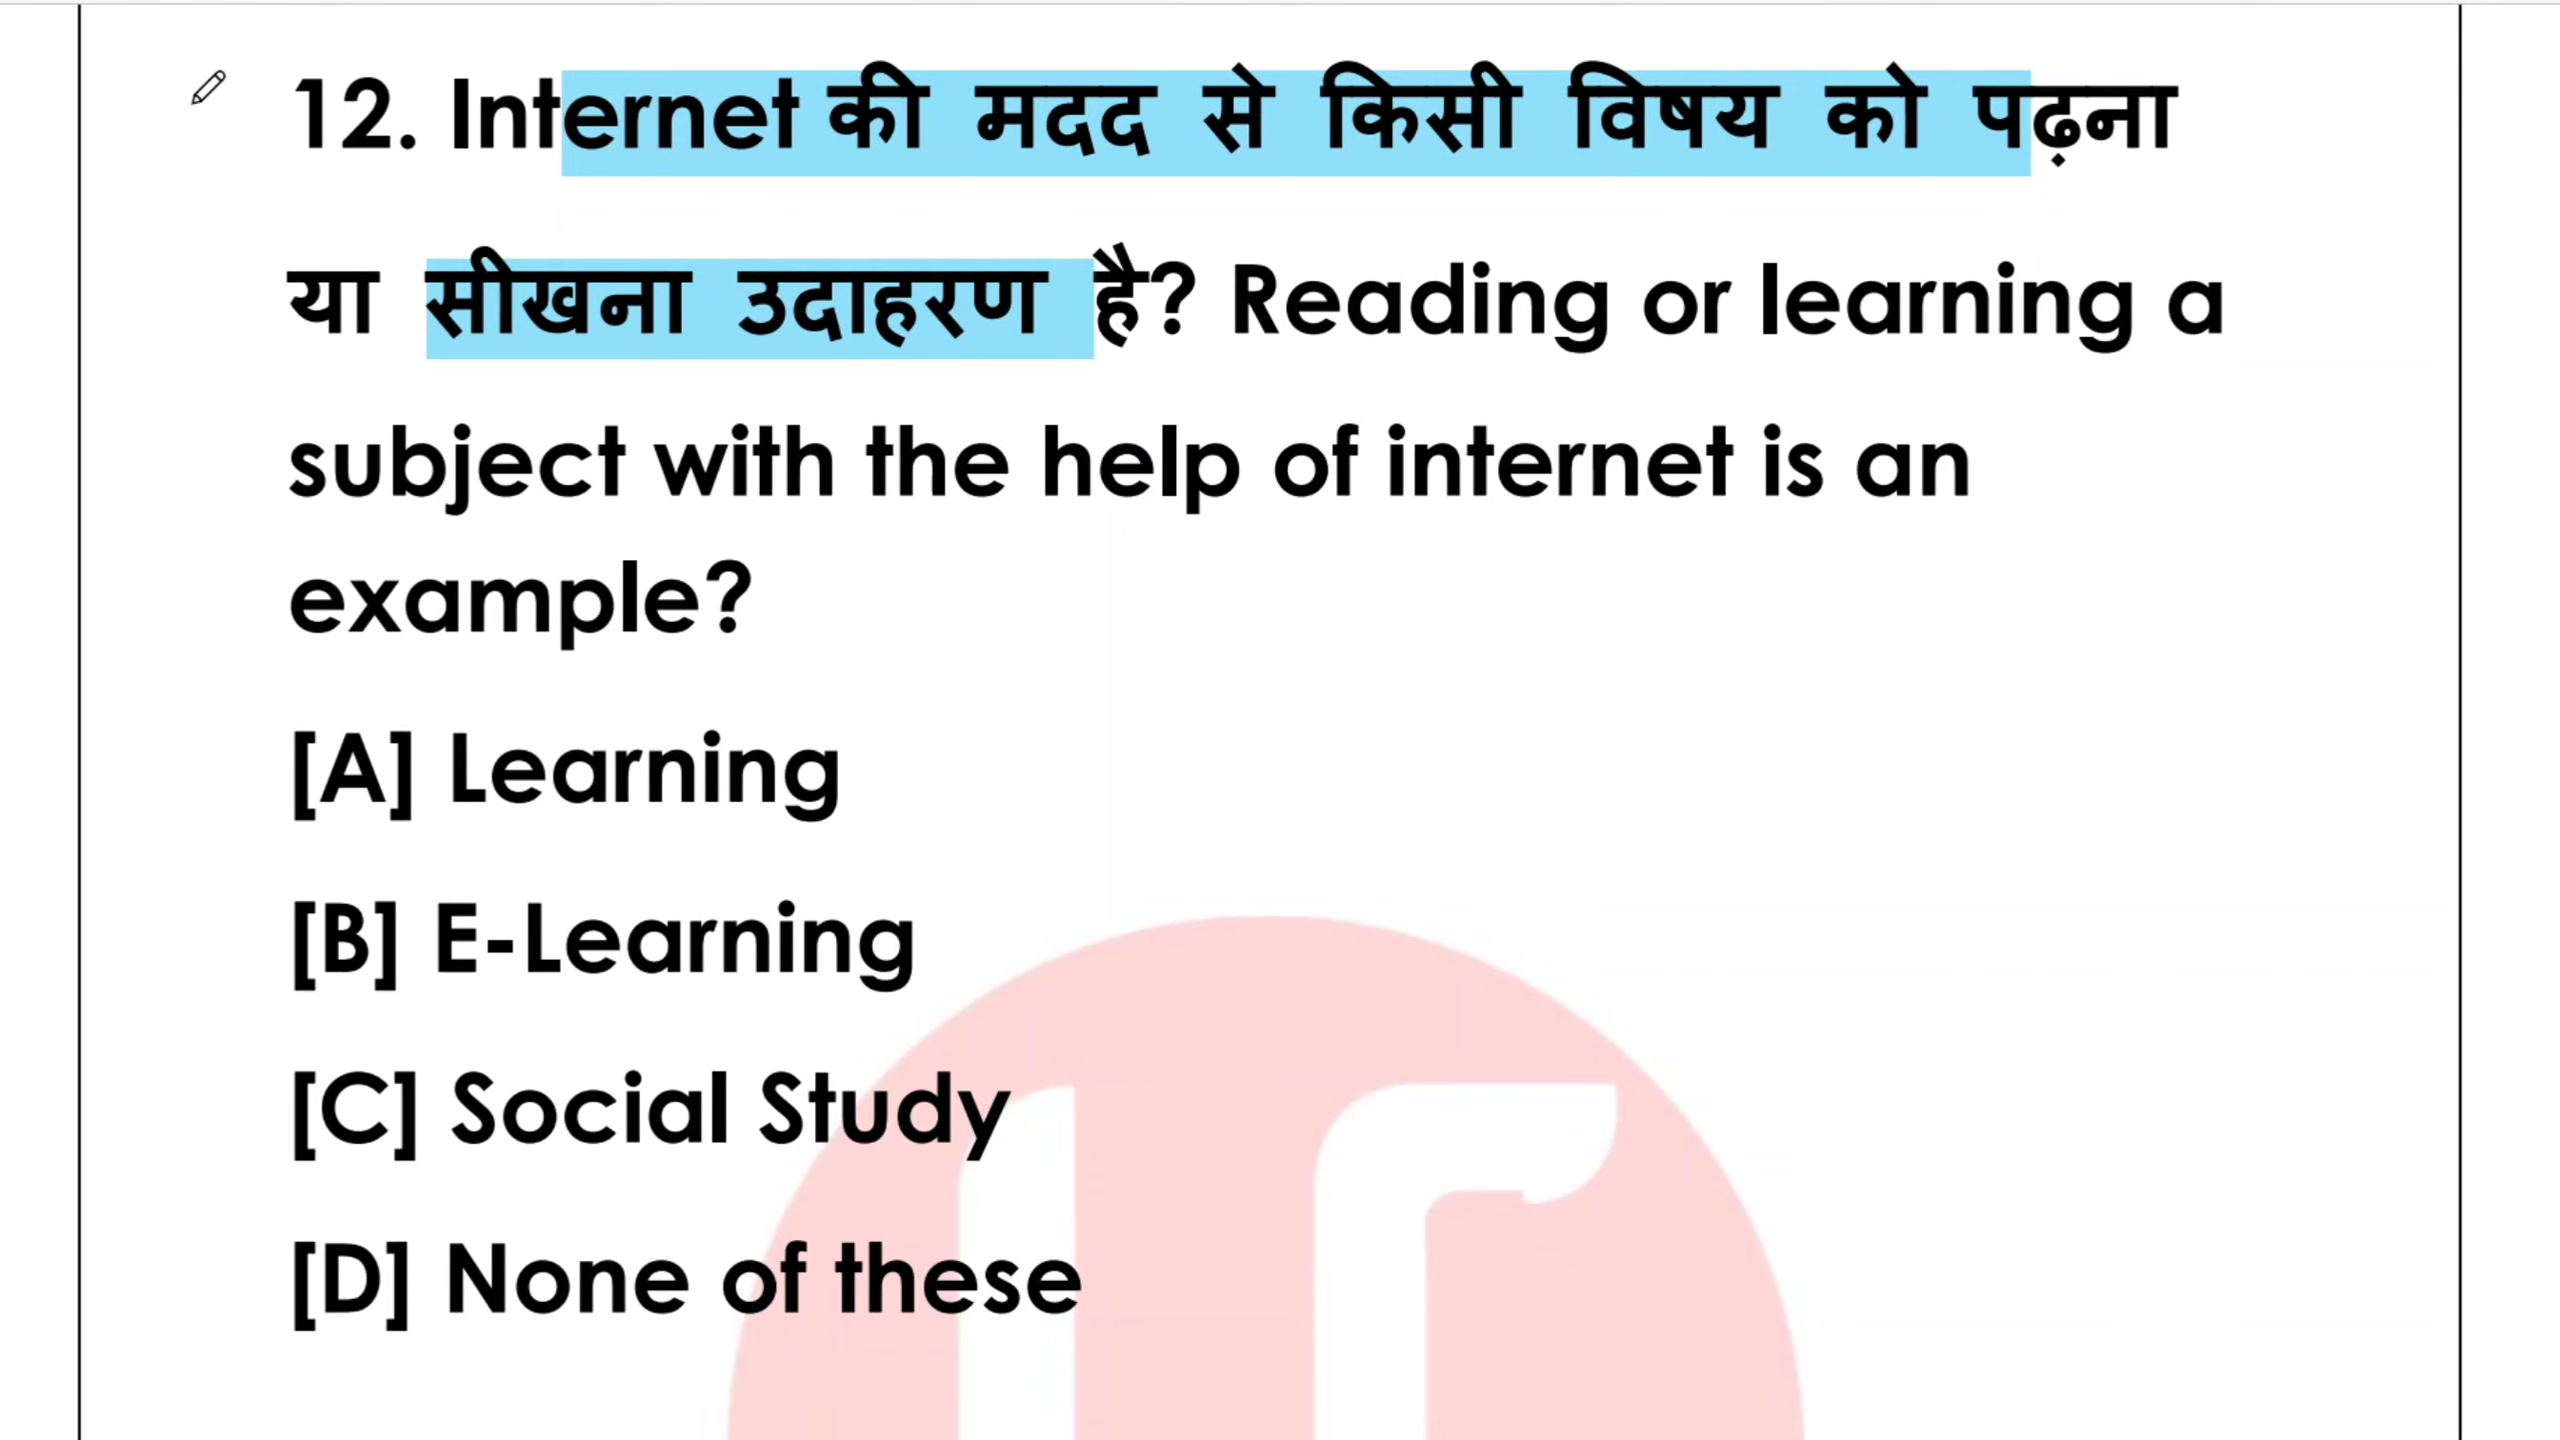 12. Internet की मदद से किसी विषय को पढ़ना
या सीखना उदाहरण है? Reading or learning a
subject with the help of internet is an
example?
[A] Learning
[B] E-Learning
[C] Social Study
[D] None of these